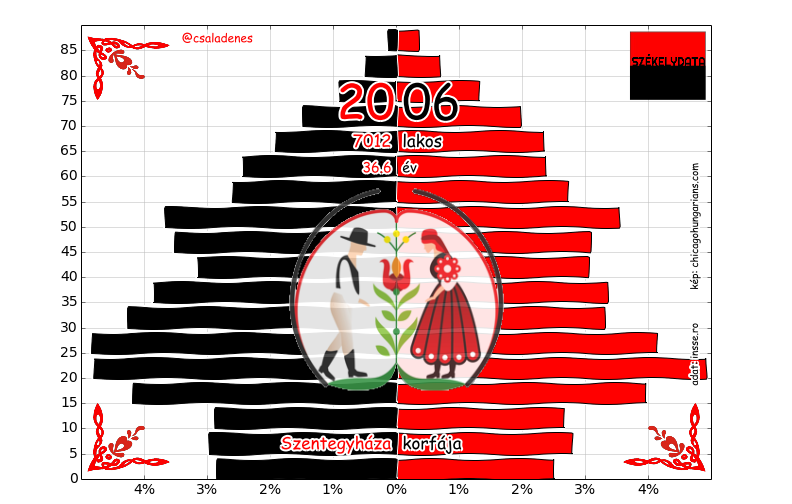 @csaladenes
SZÉKELYDATA
2006
7012 lakos
36.6 év
kép: chicagohungarians.com/
adat: insse.ro
Szentegyháza korfája
85
80
75
70
65
60
55
50
45
40
35
30
25
20
15
10
5
0
4% 3% 2% 1% 0% 1% 2% 3% 4%